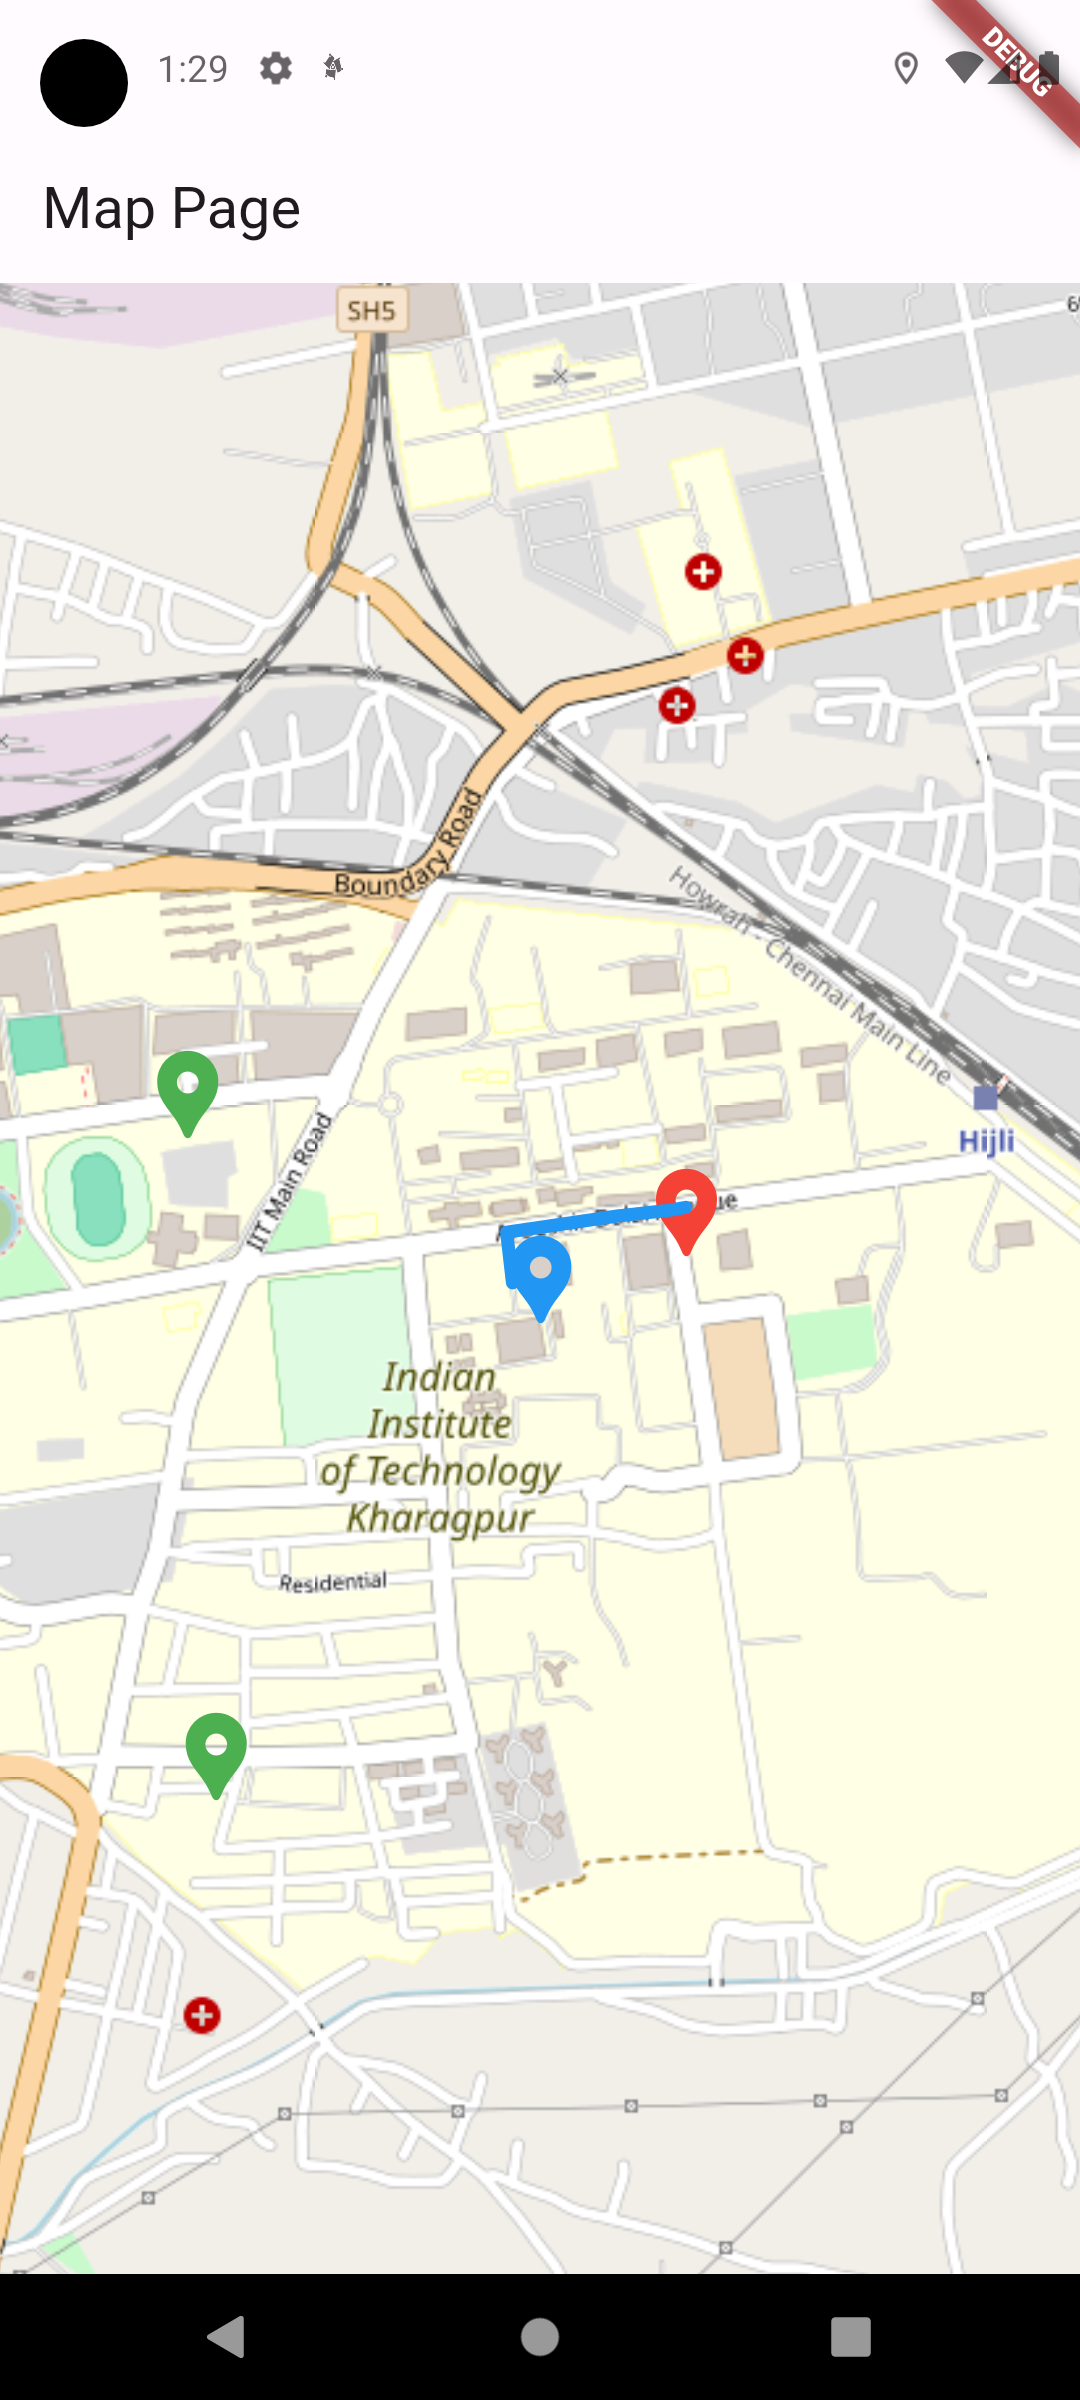 1:29
DEBUG
Map Page
SH5
Boundary Road
Howrah - Chennai Main Line
IIT Main Road
Hijli
Indian
Institute
of Technology
Kharagpur
Residential